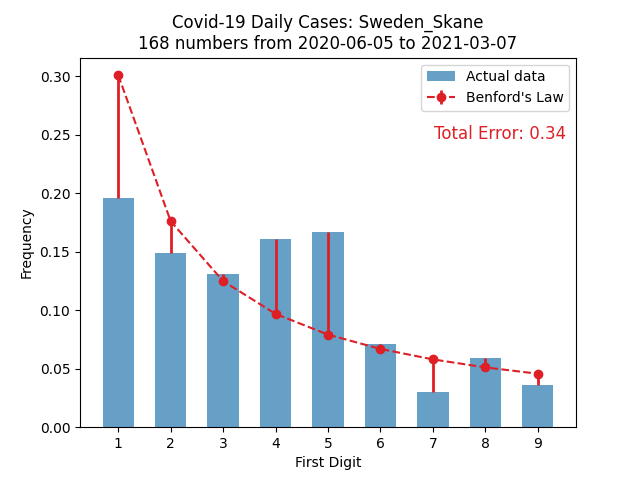 Covid-19 Daily Cases: Sweden_Skane
168 numbers from 2020-06-05 to 2021-03-07
Actual data
Benford's Law
Total Error: 0.34
Frequency
0.30
0.25
0.20
0.15
0.10
0.05
0.00
1 2 3 4 5 6 7 8 9
First Digit